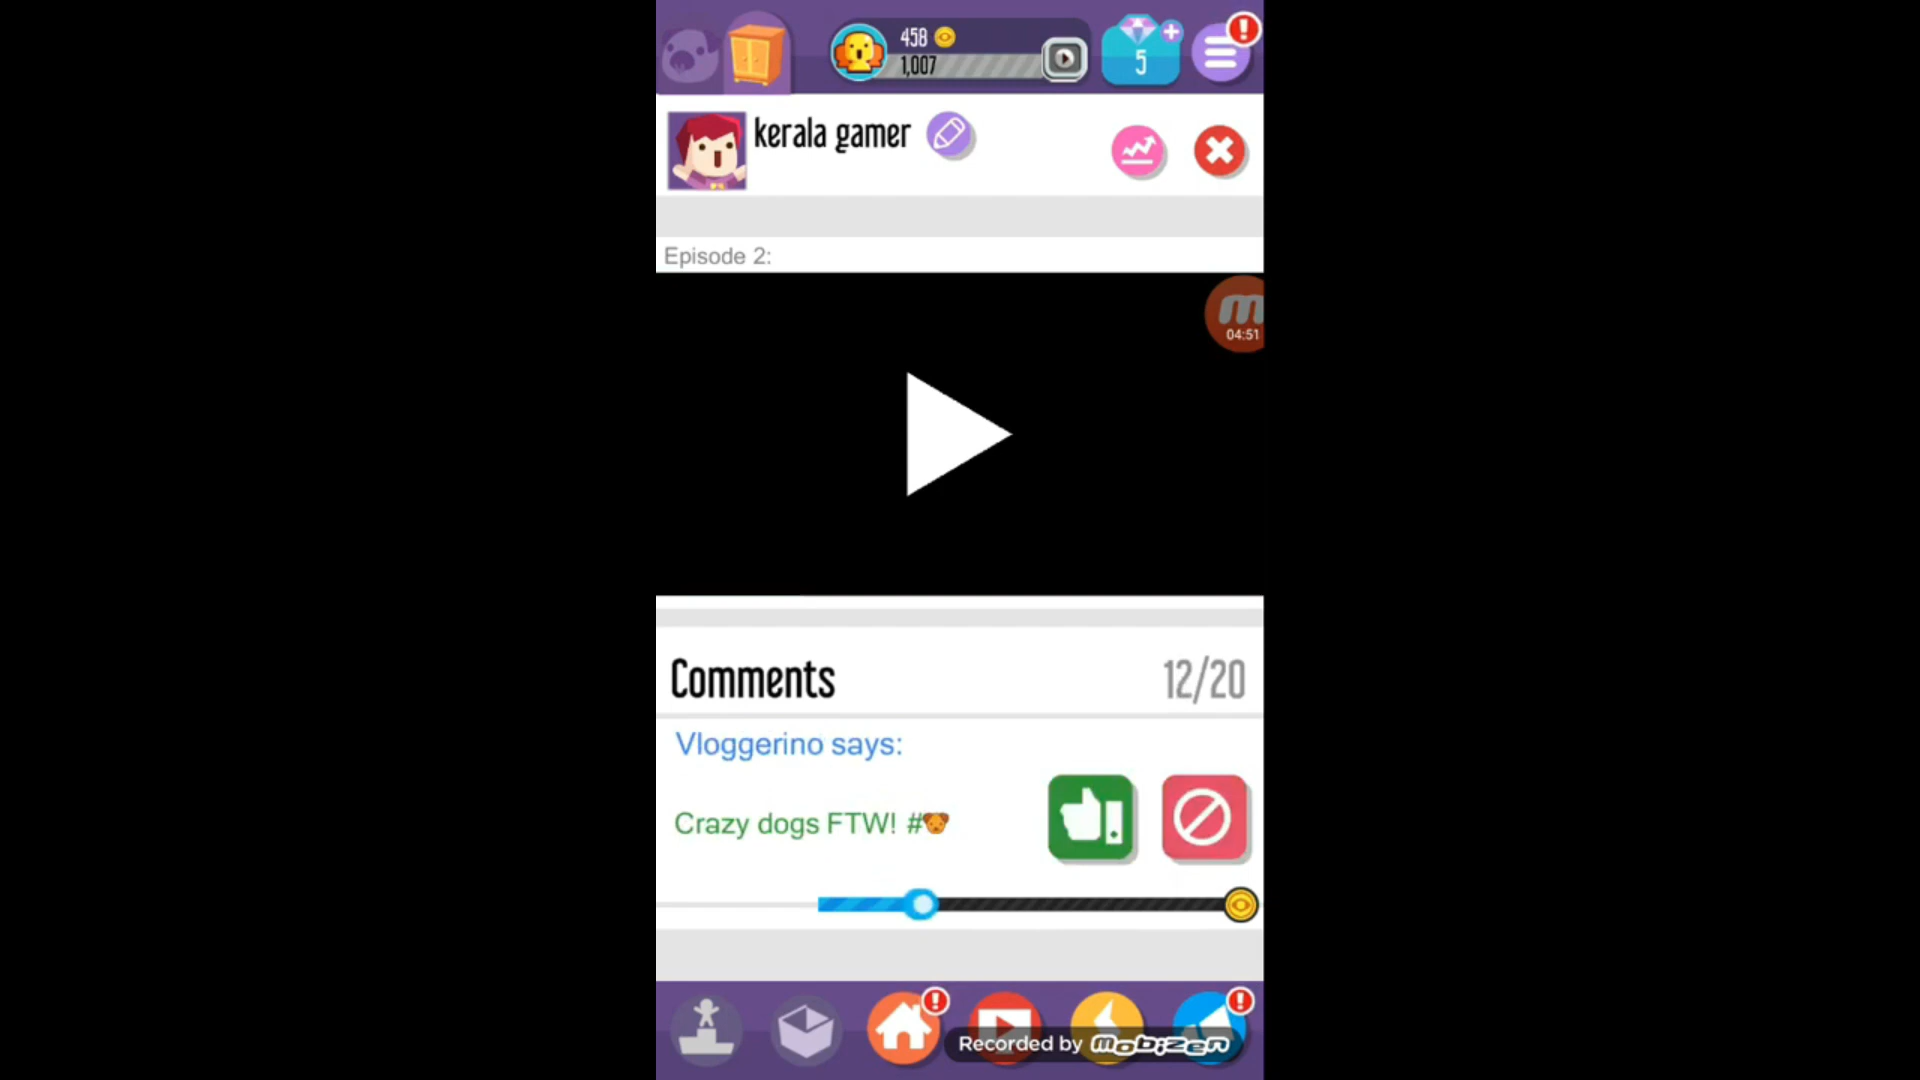 458
1,007
5
kerala gamer
Episode 2:
04:51
Comments
12/20
Vloggerino says:
Crazy dogs FTW! #🐶
Recorded by mobizen